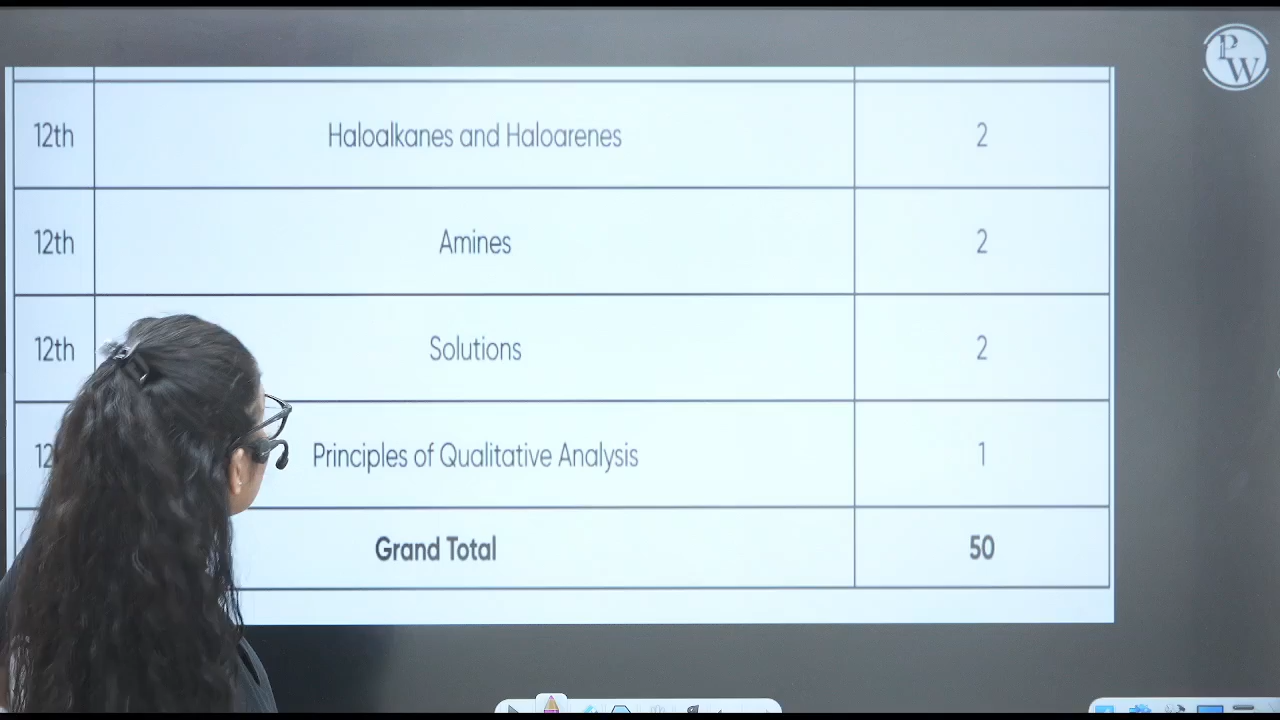 PW
12th Haloalkanes and Haloarenes 2
12th Amines 2
12th Solutions 2
12 Principles of Qualitative Analysis 1
Grand Total 50